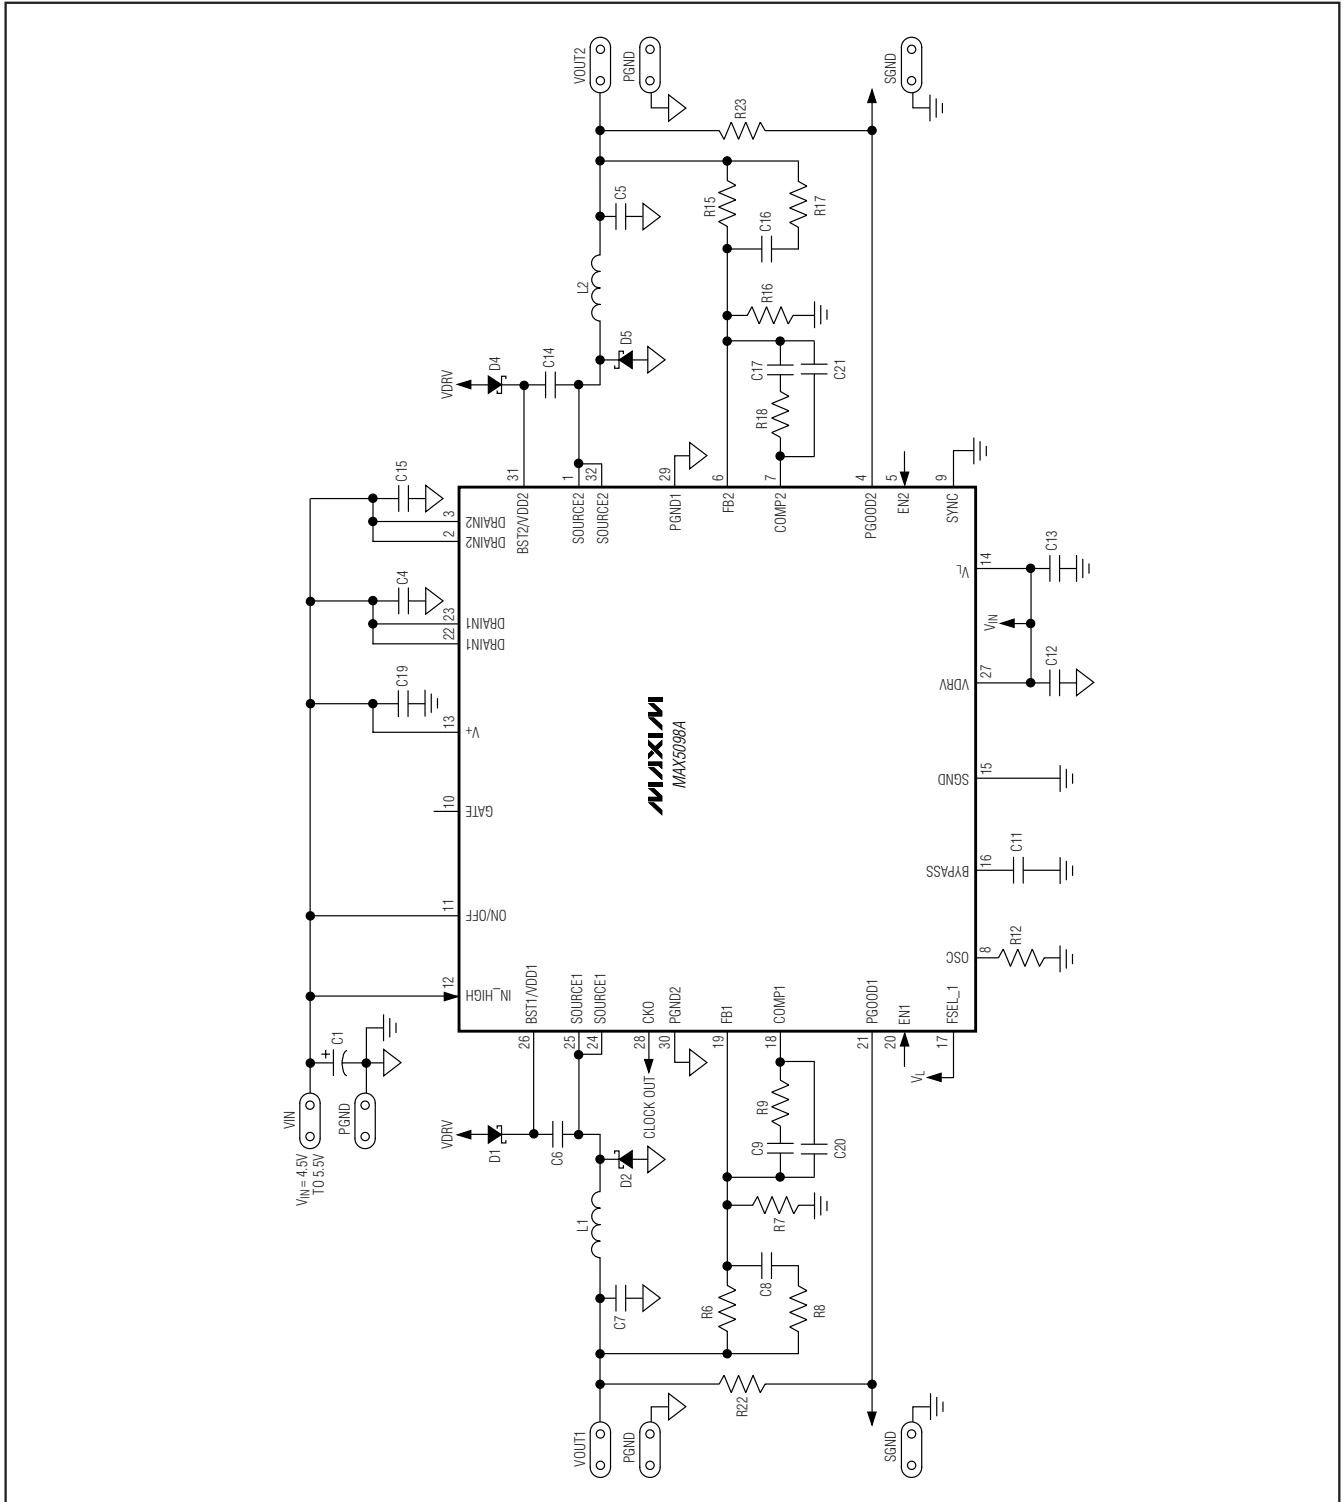 VOUT2
PGND
SGND
R23
C5
R15
C16
R17
L2
R16
D5
D4
VDRV
C14
C17
C21
R18
C15
31
1
32
29
6
7
4
5
9
3
2
DRAIN2
DRAIN2
BST2/VDD2
SOURCE2
SOURCE2
PGND1
FB2
COMP2
PGOOD2
EN2
SYNC
C4
23
22
DRAIN1
DRAIN1
VL
14
C13
VIN
VDRV
27
C12
C19
13
V+
MAXIM
MAX5098A
SGND
15
10
GATE
BYPASS
16
C11
11
ON/OFF
OSC
8
R12
12
IN_HIGH
BST1/VDD1
SOURCE1
SOURCE1
CKO
PGND2
FB1
COMP1
PGOOD1
EN1
FSEL_1
26
25
24
28
30
19
18
21
20
17
C1
+
VIN
PGND
VIN = 4.5V
TO 5.5V
VL
VDRV
D1
C6
CLOCK OUT
D2
R9
C9
C20
L1
R7
C8
C7
R6
R8
R22
VOUT1
PGND
SGND